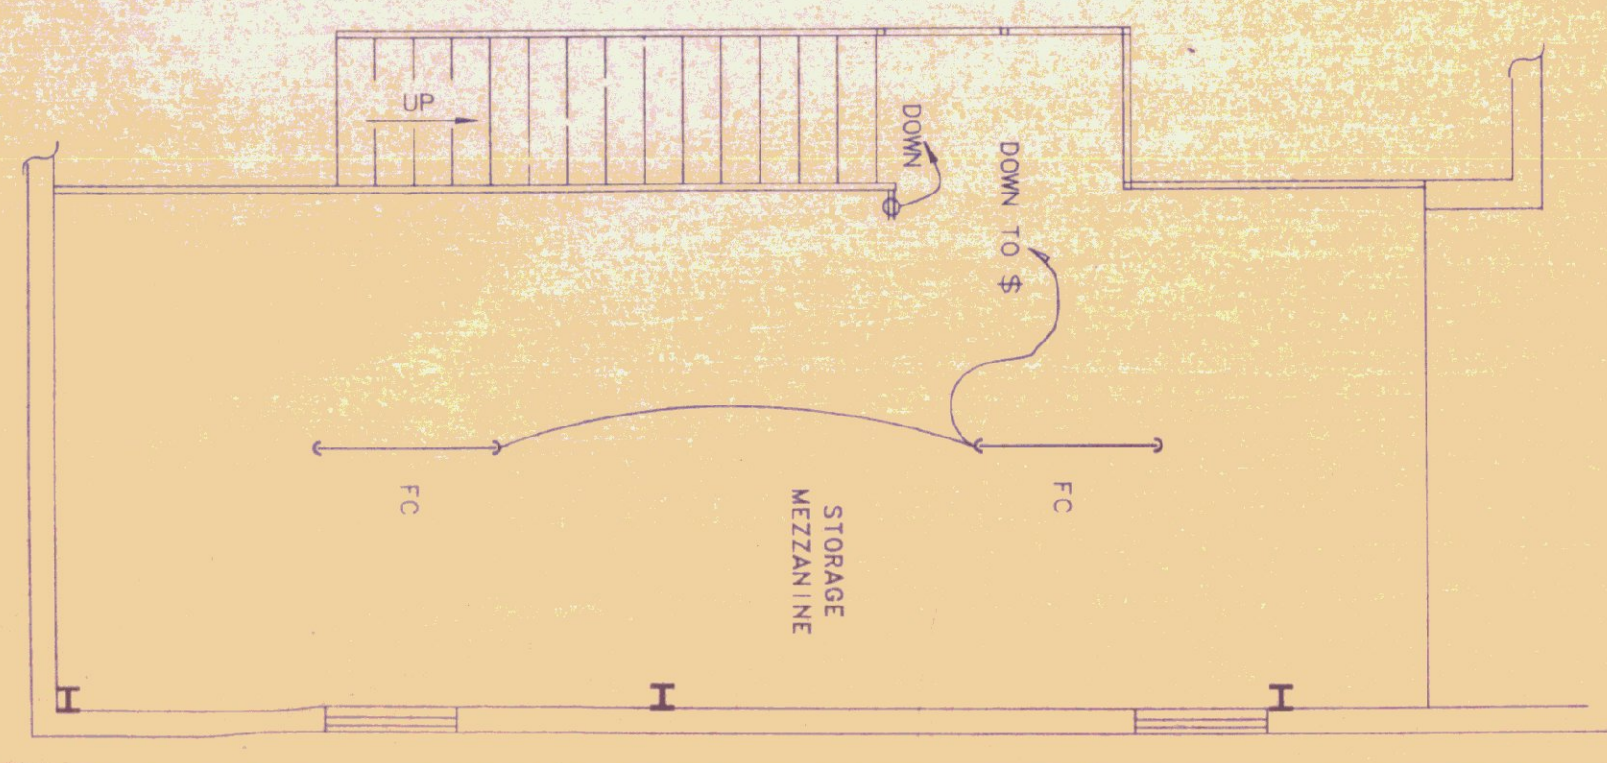 UP
DOWN
DOWN TO $
FC
FC
STORAGE
MEZZANINE